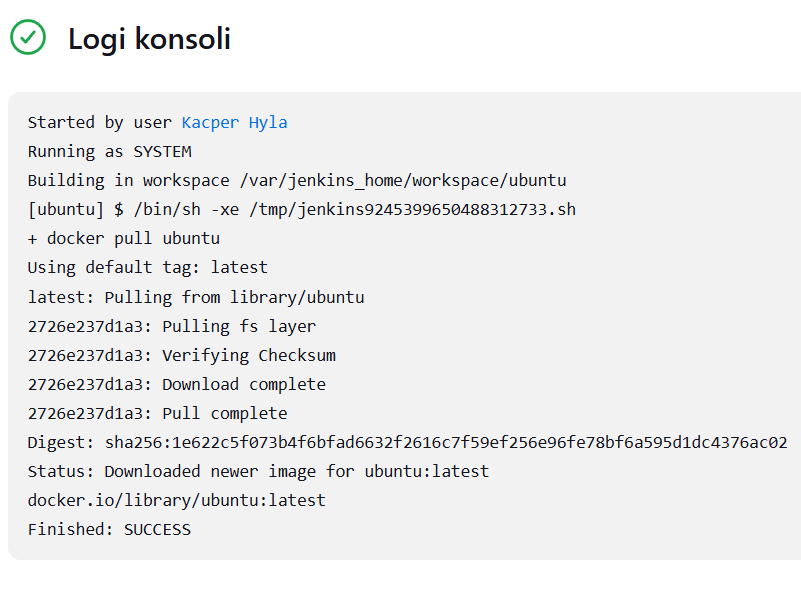 Logi konsoli
Started by user Kacper Hyla
Running as SYSTEM
Building in workspace /var/jenkins_home/workspace/ubuntu
[ubuntu] $ /bin/sh -xe /tmp/jenkins9245399650488312733.sh
+ docker pull ubuntu
Using default tag: latest
latest: Pulling from library/ubuntu
2726e237d1a3: Pulling fs layer
2726e237d1a3: Verifying Checksum
2726e237d1a3: Download complete
2726e237d1a3: Pull complete
Digest: sha256:1e622c5f073b4f6bfad6632f2616c7f59ef256e96fe78bf6a595d1dc4376ac02
Status: Downloaded newer image for ubuntu:latest
docker.io/library/ubuntu:latest
Finished: SUCCESS